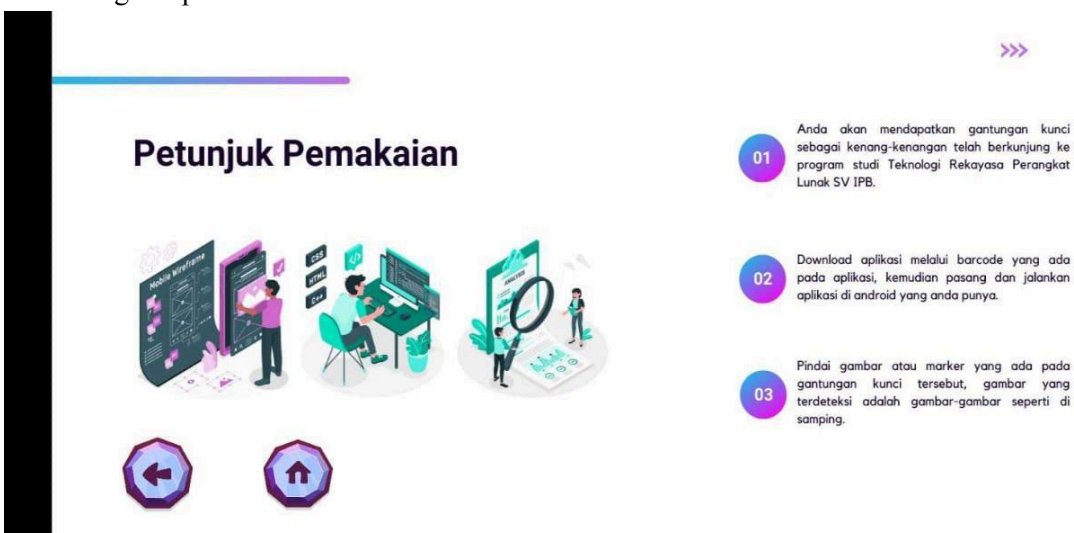 Petunjuk Pemakaian
Mobile Wireframe
CSS
HTML
C++
ANALYSIS
01
Anda akan mendapatkan gantungan kunci
sebagai kenang-kenangan telah berkunjung ke
program studi Teknologi Rekayasa Perangkat
Lunak SV IPB.
02
Download aplikasi melalui barcode yang ada
pada aplikasi, kemudian pasang dan jalankan
aplikasi di android yang anda punya.
03
Pindai gambar atau marker yang ada pada
gantungan kunci tersebut, gambar yang
terdeteksi adalah gambar-gambar seperti di
samping.